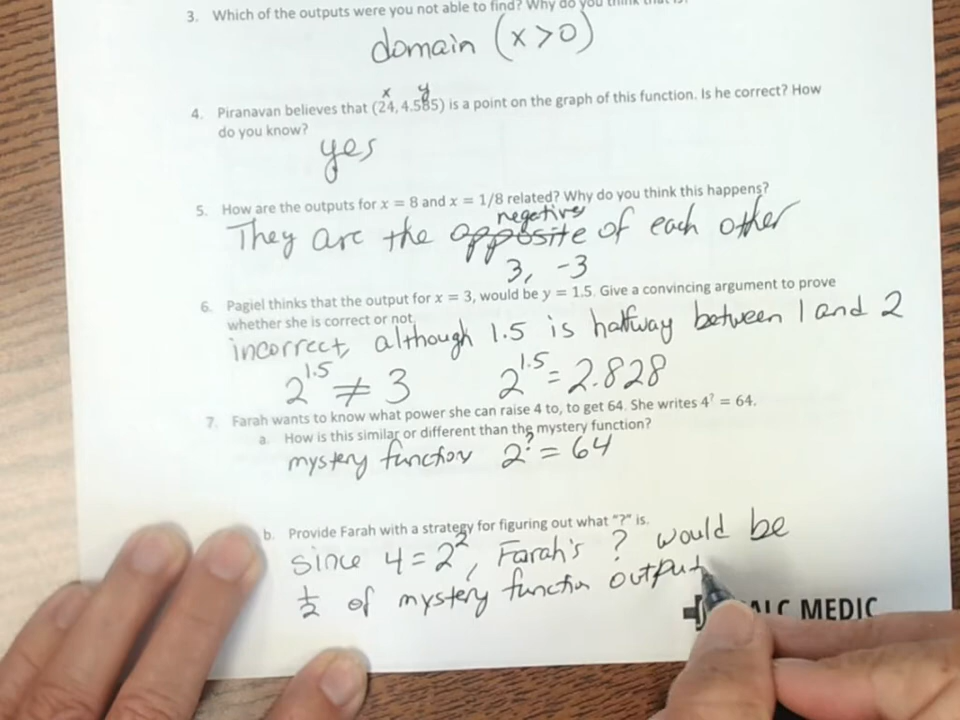 3. Which of the outputs were you not able to find? Why do you think that is?
domain (x>0)
x y
4. Piranavan believes that (24, 4.585) is a point on the graph of this function. Is he correct? How
do you know?
yes
5. How are the outputs for x = 8 and x = 1/8 related? Why do you think this happens?
negative
They are the opposite of each other
3, -3
6. Pagiel thinks that the output for x = 3, would be y = 1.5. Give a convincing argument to prove
whether she is correct or not.
incorrect, although 1.5 is halfway between 1 and 2
2^1.5 ≠ 3 2^1.5 = 2.828
7. Farah wants to know what power she can raise 4 to, to get 64. She writes 4^? = 64.
a. How is this similar or different than the mystery function?
mystery function 2^? = 64
b. Provide Farah with a strategy for figuring out what "?" is.
since 4 = 2^2, Farah's ? would be
1/2 of mystery function output
MEDIC